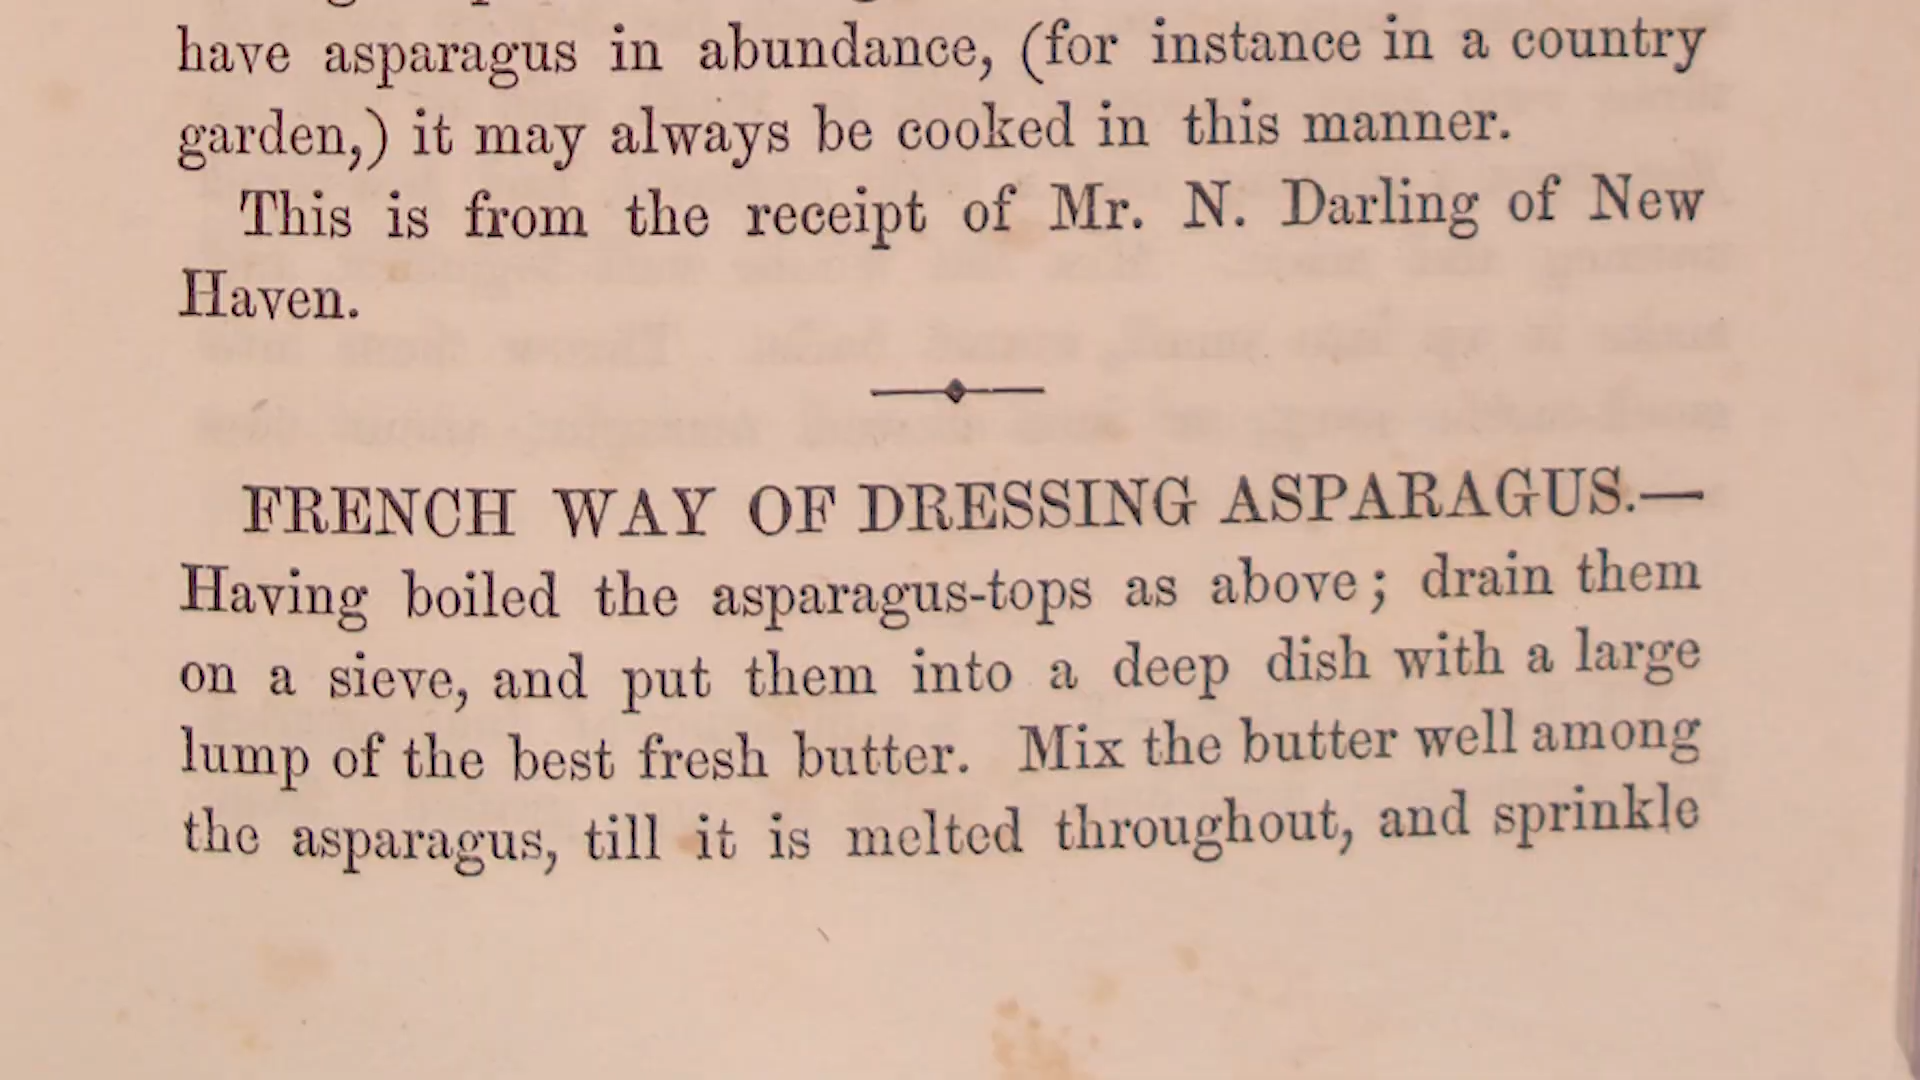 have asparagus in abundance, (for instance in a country
garden,) it may always be cooked in this manner.
This is from the receipt of Mr. N. Darling of New
Haven.
FRENCH WAY OF DRESSING ASPARAGUS.—
Having boiled the asparagus-tops as above; drain them
on a sieve, and put them into a deep dish with a large
lump of the best fresh butter. Mix the butter well among
the asparagus, till it is melted throughout, and sprinkle